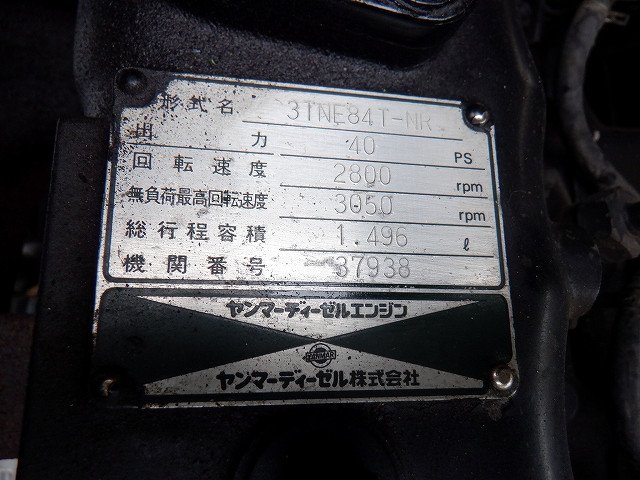 形式名 3TNE84T-NR
出力 40 PS
回転速度 2800 rpm
無負荷最高回転速度 3050 rpm
総行程容積 1.496 ℓ
機関番号 37938
ヤンマーディーゼルエンジン
YANMAR
ヤンマーディーゼル株式会社